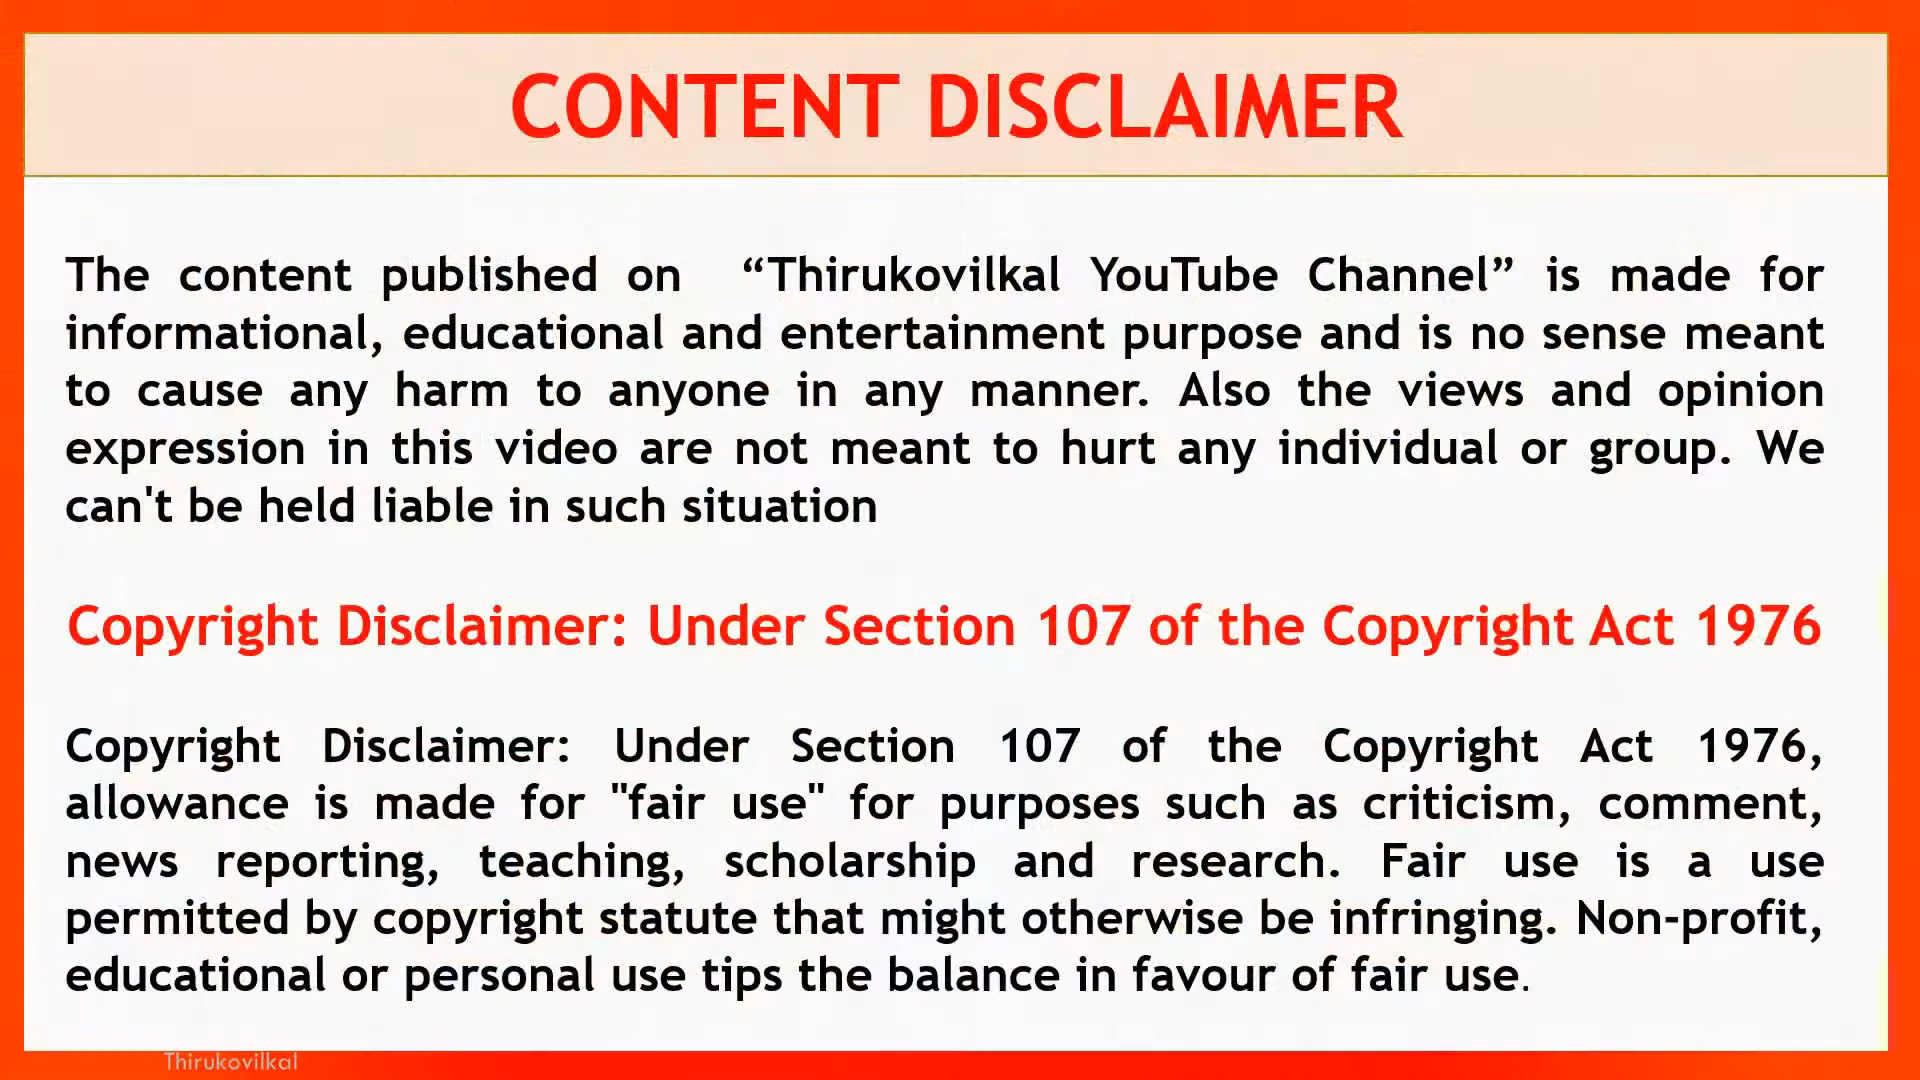 CONTENT DISCLAIMER
The content published on “Thirukovilkal YouTube Channel” is made for
informational, educational and entertainment purpose and is no sense meant
to cause any harm to anyone in any manner. Also the views and opinion
expression in this video are not meant to hurt any individual or group. We
can't be held liable in such situation
Copyright Disclaimer: Under Section 107 of the Copyright Act 1976
Copyright Disclaimer: Under Section 107 of the Copyright Act 1976,
allowance is made for "fair use" for purposes such as criticism, comment,
news reporting, teaching, scholarship and research. Fair use is a use
permitted by copyright statute that might otherwise be infringing. Non-profit,
educational or personal use tips the balance in favour of fair use.
Thirukovilkal